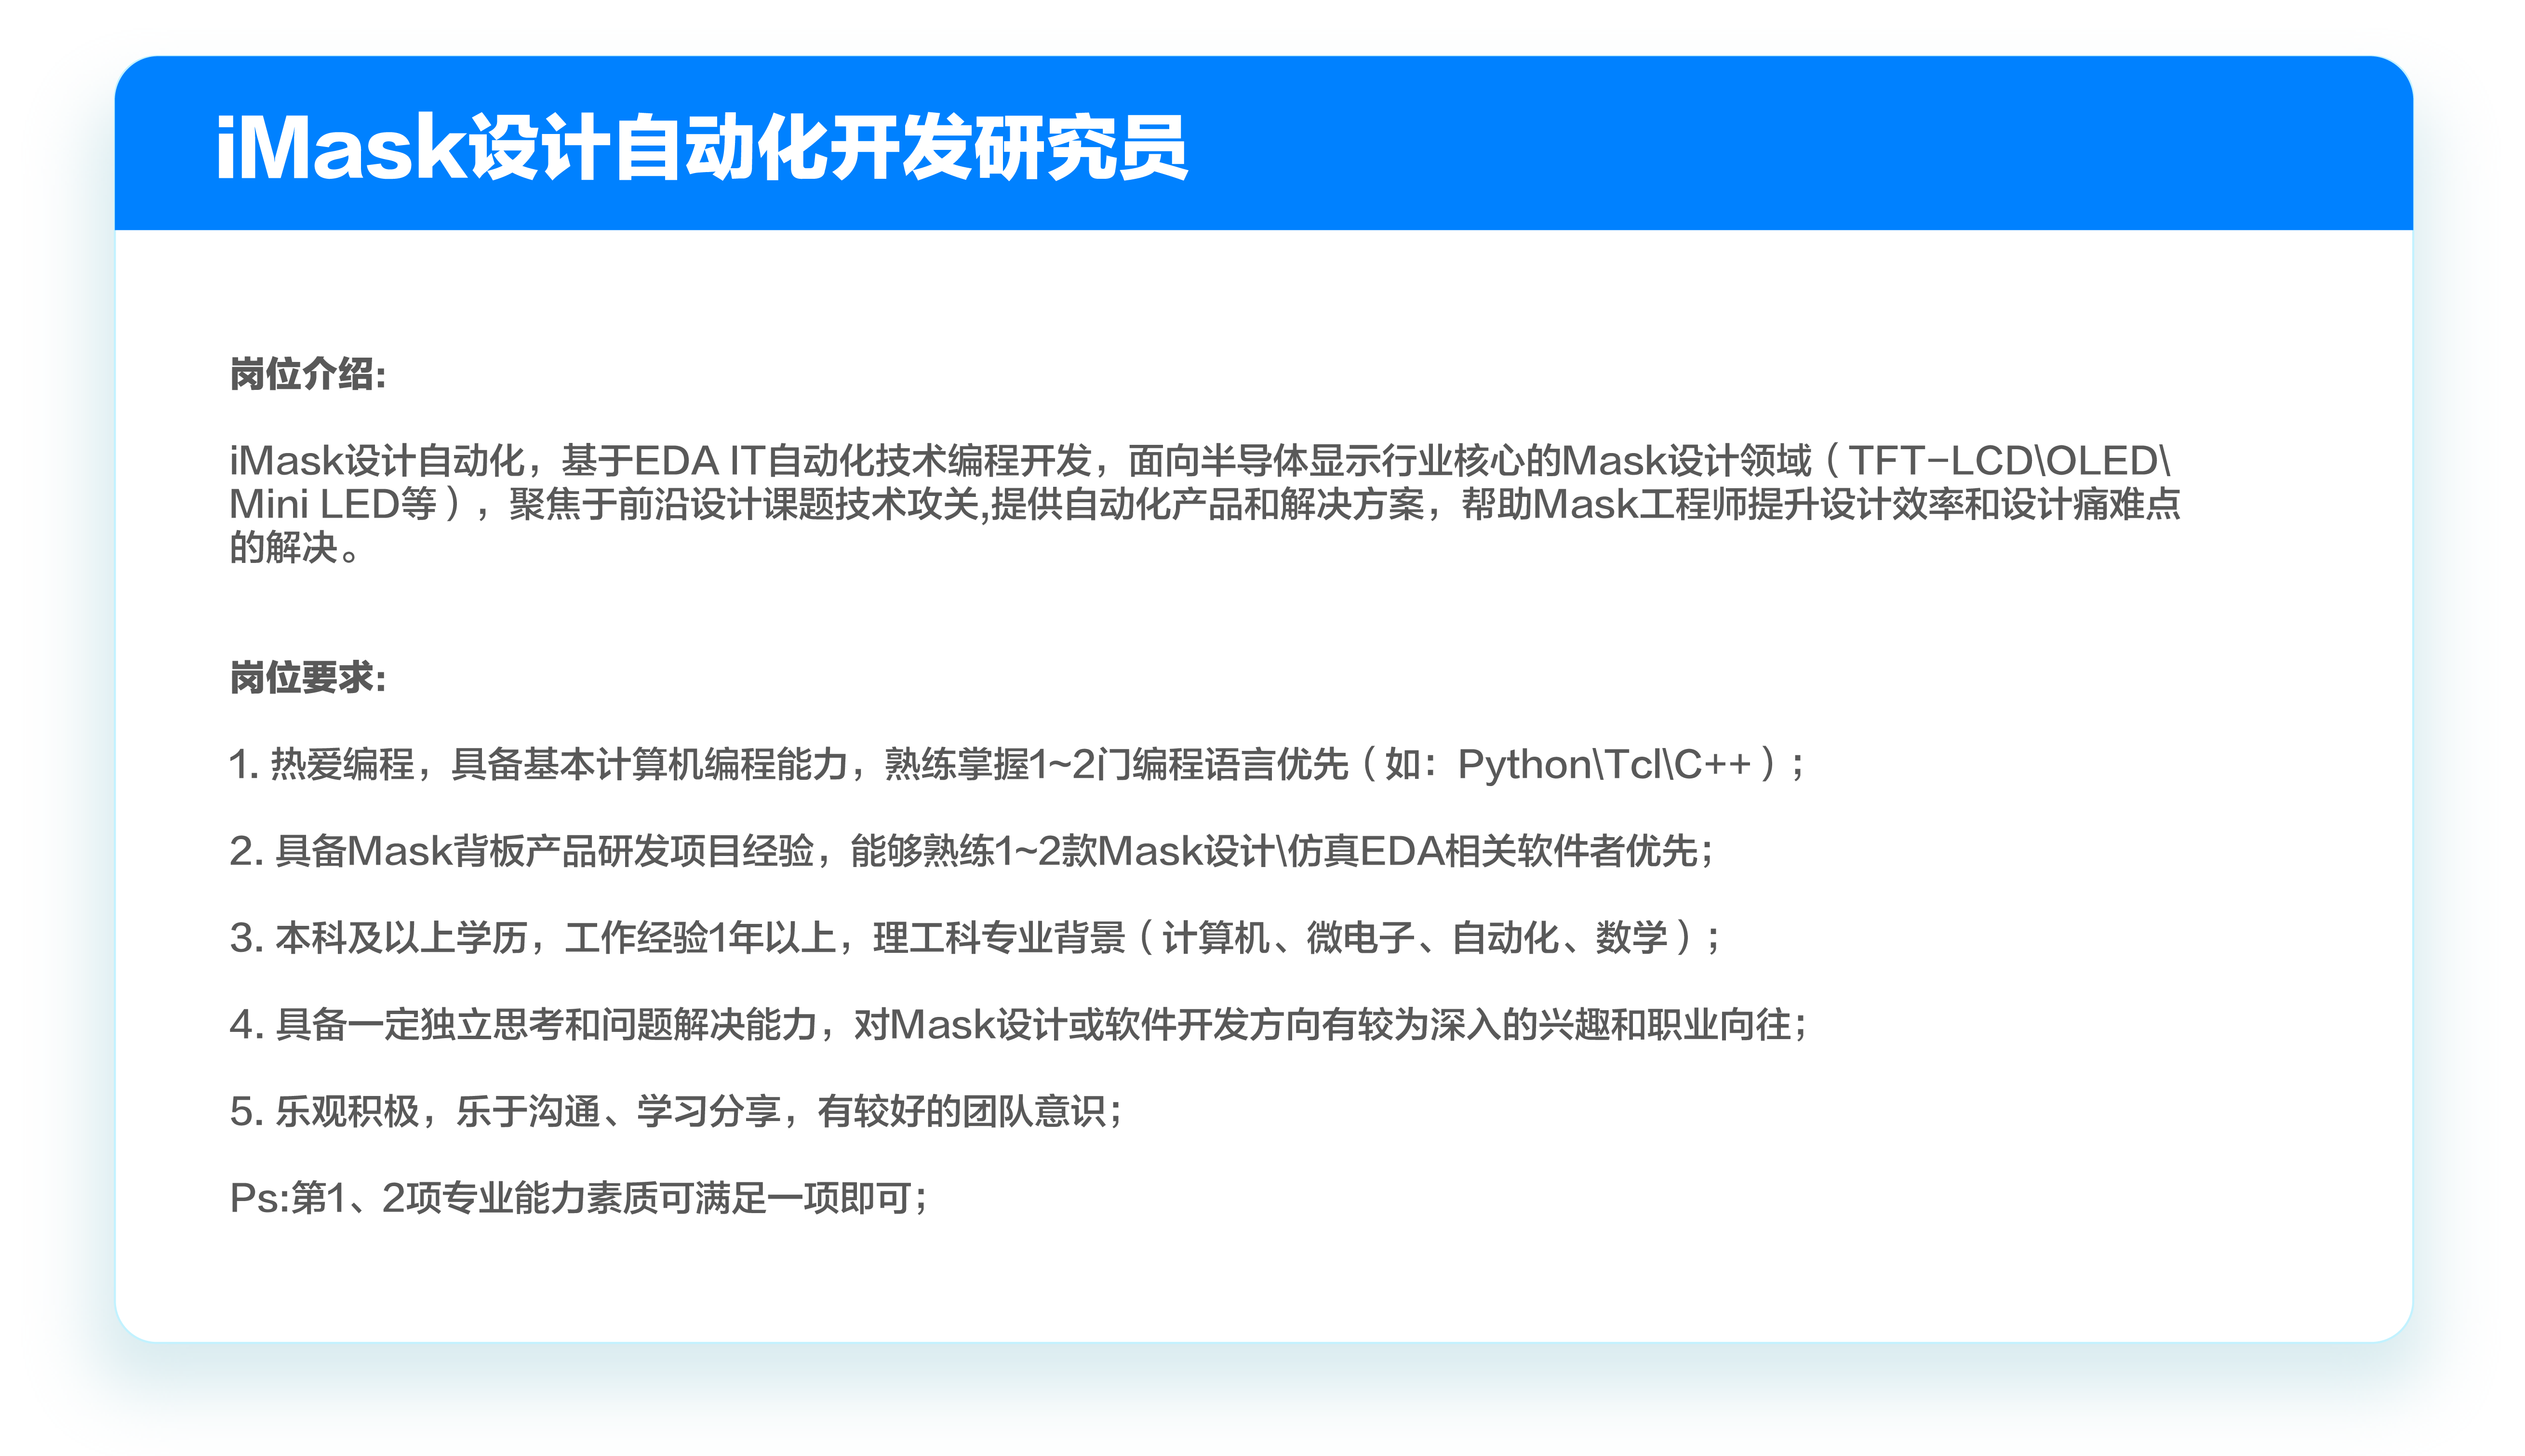 iMask设计自动化开发研究员
岗位介绍:
iMask设计自动化，基于EDA IT自动化技术编程开发，面向半导体显示行业核心的Mask设计领域（TFT-LCD\OLED\
Mini LED等），聚焦于前沿设计课题技术攻关,提供自动化产品和解决方案，帮助Mask工程师提升设计效率和设计痛难点
的解决。
岗位要求:
1. 热爱编程，具备基本计算机编程能力，熟练掌握1~2门编程语言优先（如：Python\Tcl\C++）；
2. 具备Mask背板产品研发项目经验，能够熟练1~2款Mask设计\仿真EDA相关软件者优先；
3. 本科及以上学历，工作经验1年以上，理工科专业背景（计算机、微电子、自动化、数学）；
4. 具备一定独立思考和问题解决能力，对Mask设计或软件开发方向有较为深入的兴趣和职业向往；
5. 乐观积极，乐于沟通、学习分享，有较好的团队意识；
Ps:第1、2项专业能力素质可满足一项即可；